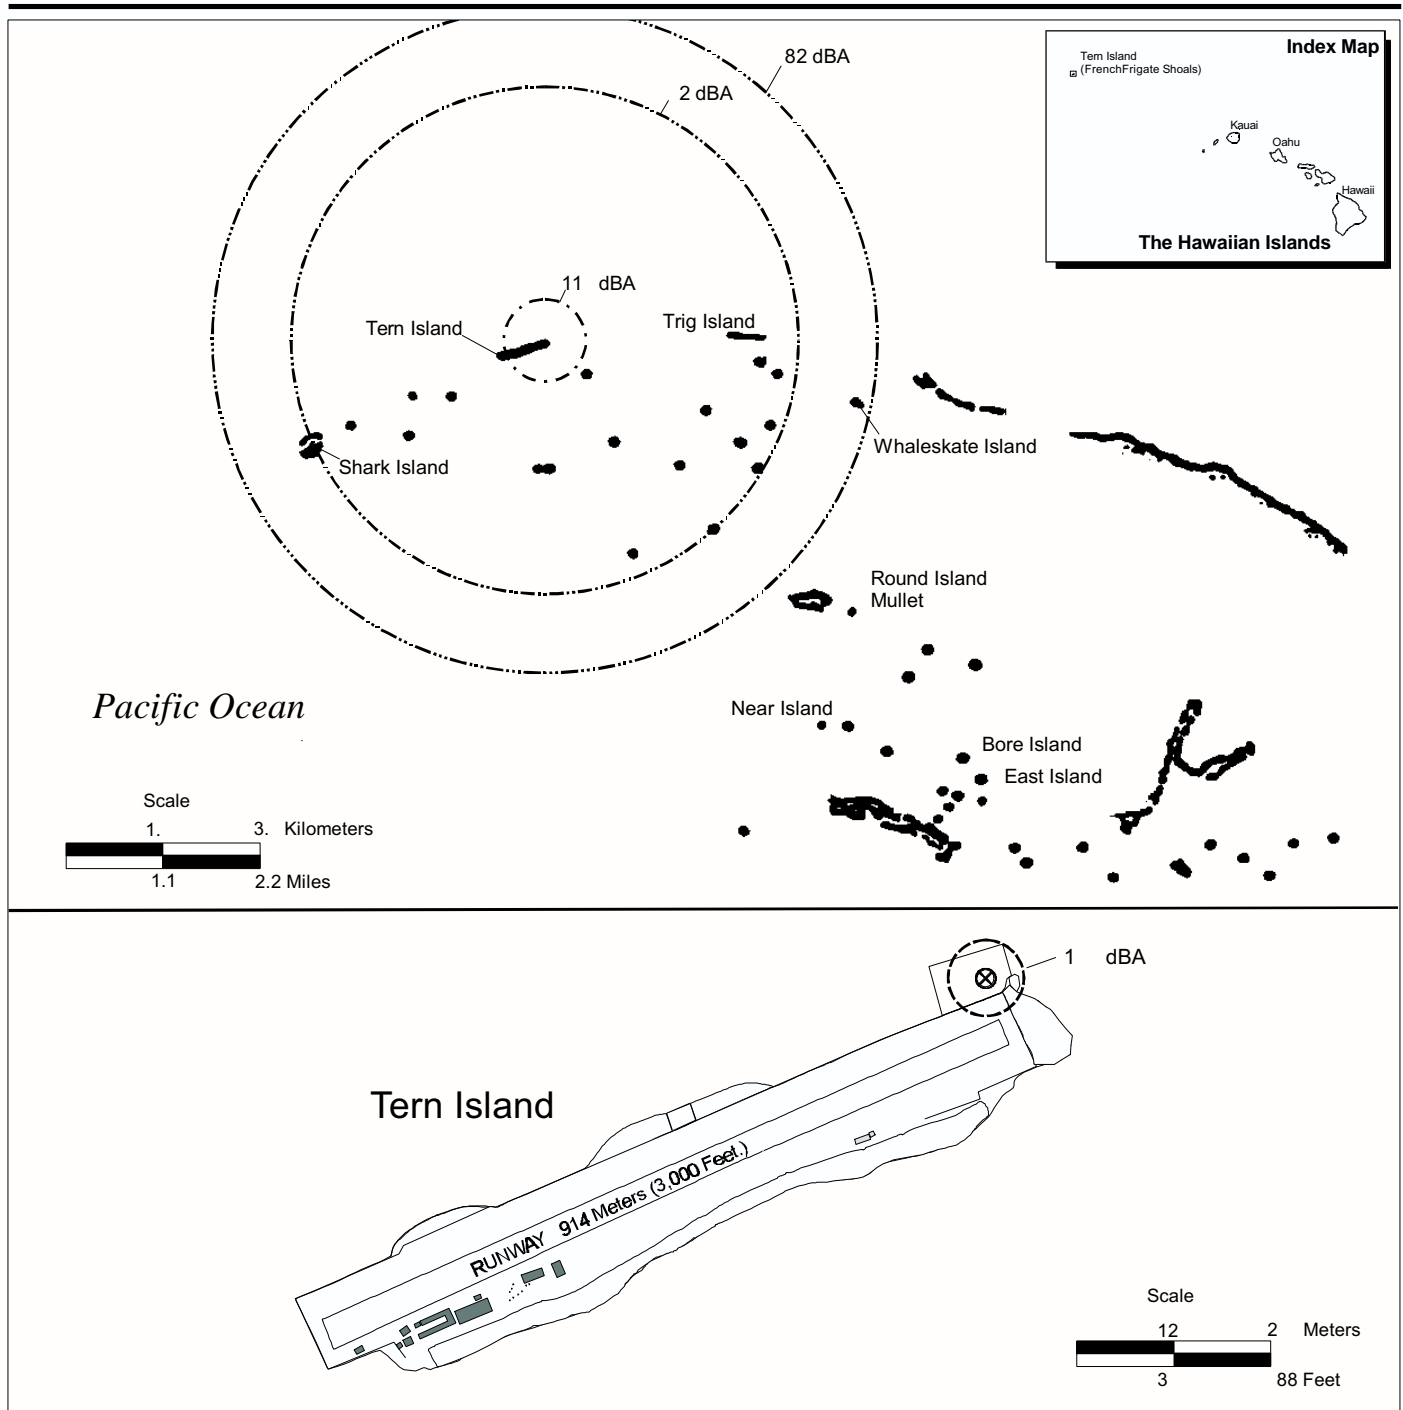 82 dBA
2 dBA
11 dBA
Tern Island
Trig Island
Whaleskate Island
Shark Island
Round Island
Mullet
Near Island
Bore Island
East Island
Pacific Ocean
Scale
1. 3. Kilometers
1.1 2.2 Miles
Index Map
Tern Island
(FrenchFrigate Shoals)
Kauai
Oahu
Hawaii
The Hawaiian Islands
1 dBA
Tern Island
RUNWAY 914 Meters (3,000 Feet.)
Scale
12 2 Meters
3 88 Feet